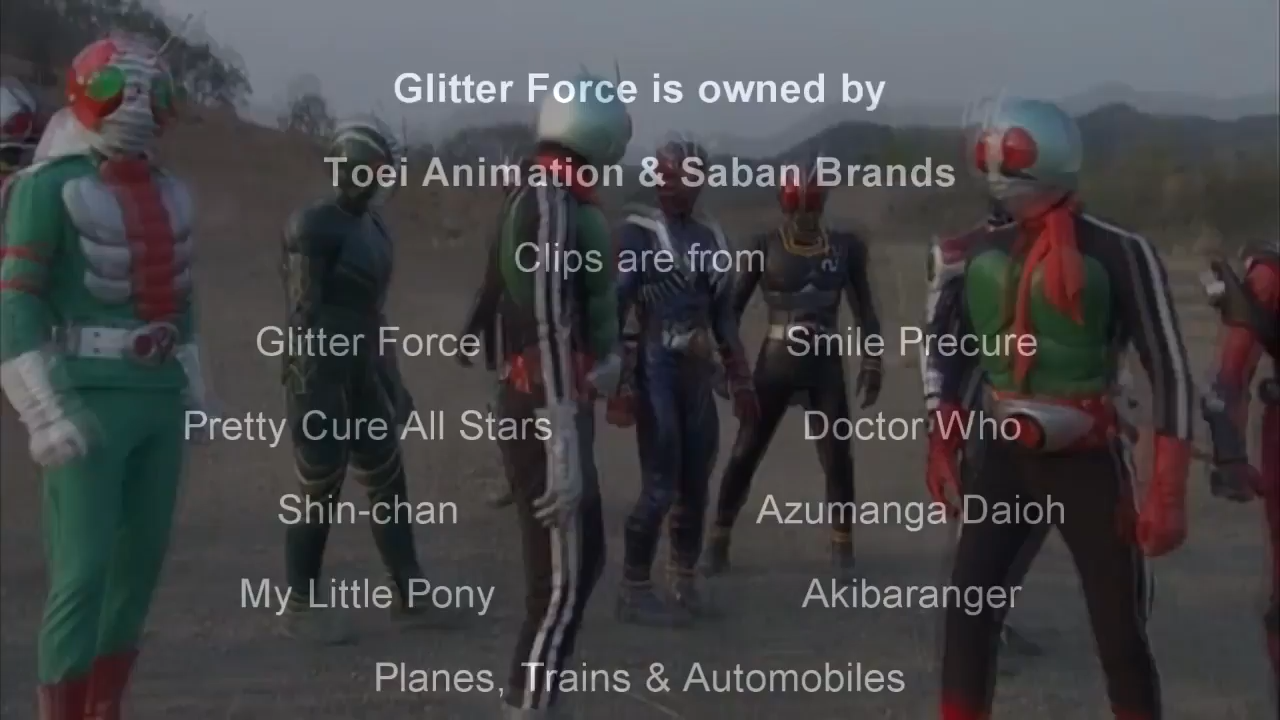 Glitter Force is owned by
Toei Animation & Saban Brands
Clips are from
Glitter Force Smile Precure
Pretty Cure All Stars Doctor Who
Shin-chan Azumanga Daioh
My Little Pony Akibaranger
Planes, Trains & Automobiles